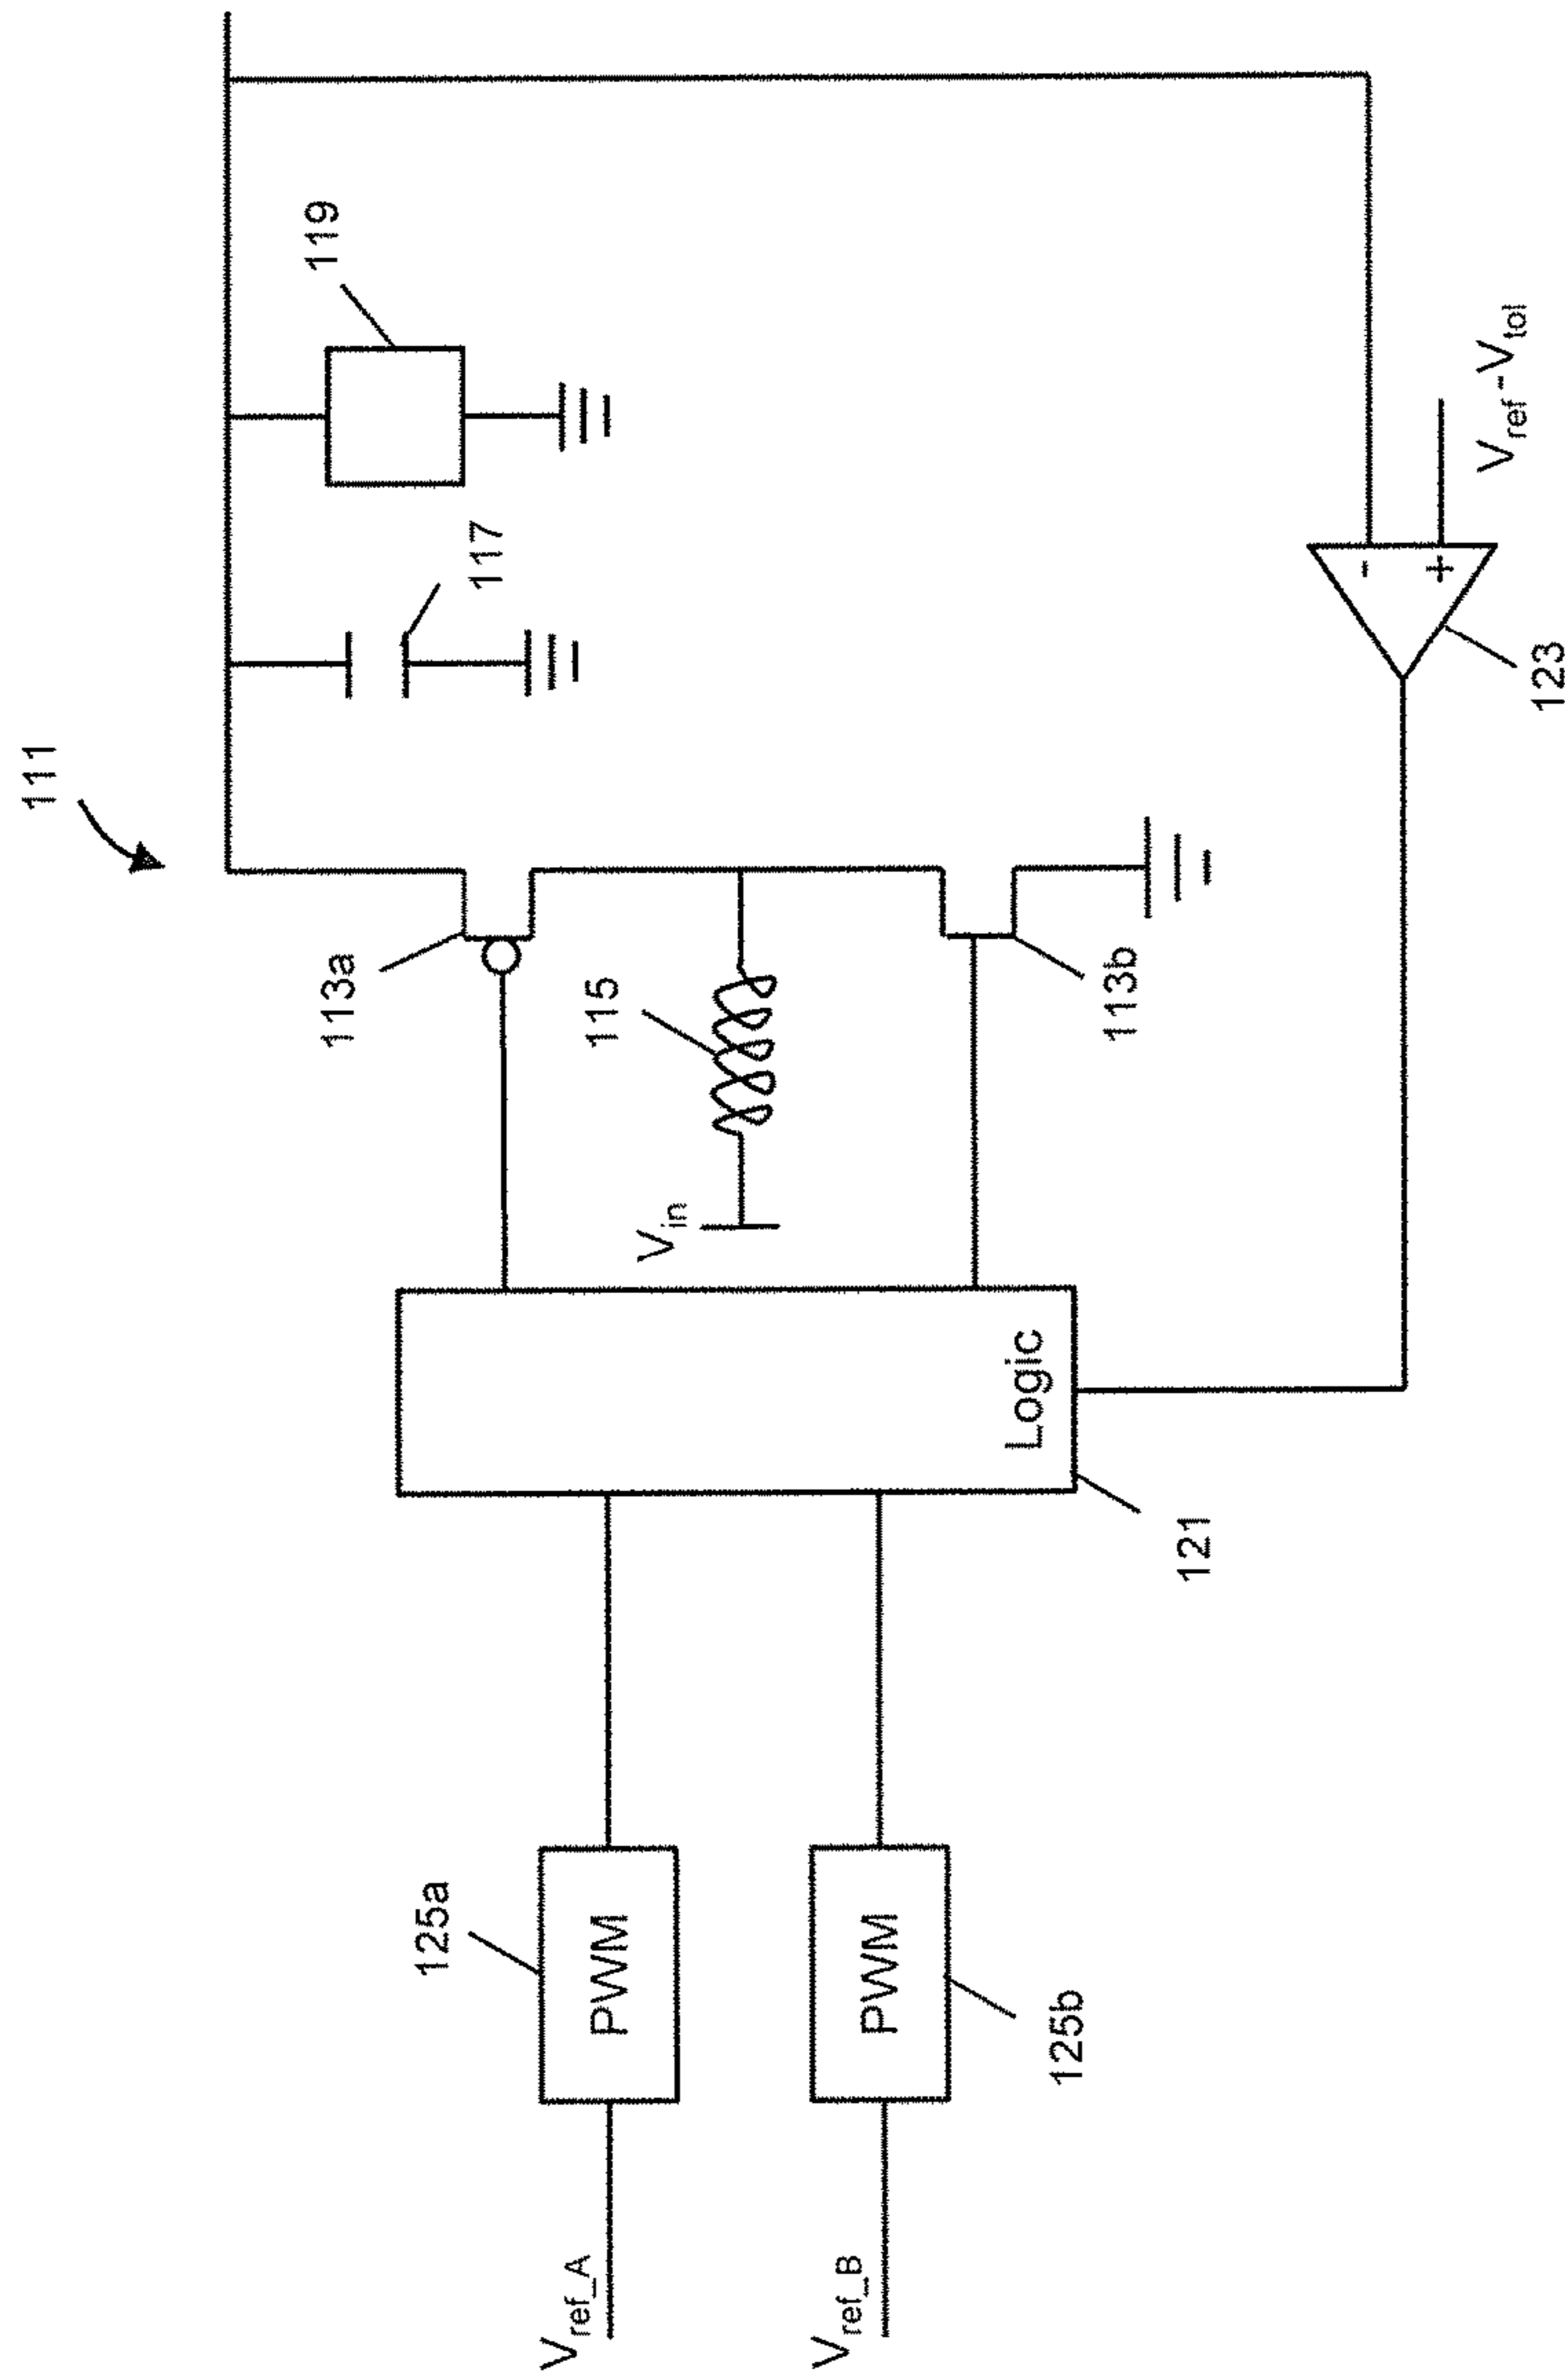 111
119
117
113a
115
V_in
113b
V_ref-V_tol
-
+
123
Logic
121
125a
PWM
PWM
125b
V_ref_A
V_ref_B